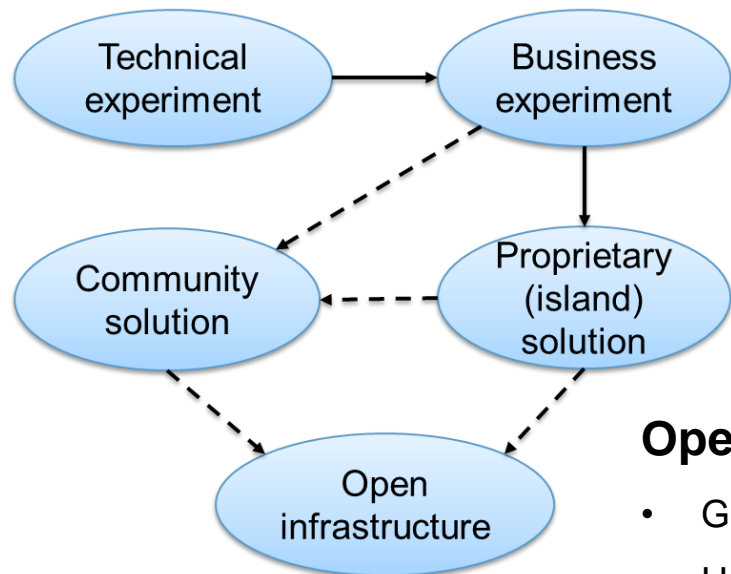 Technical
experiment
Business
experiment
Community
solution
Proprietary
(island)
solution
Open
infrastructure
Ope
• G